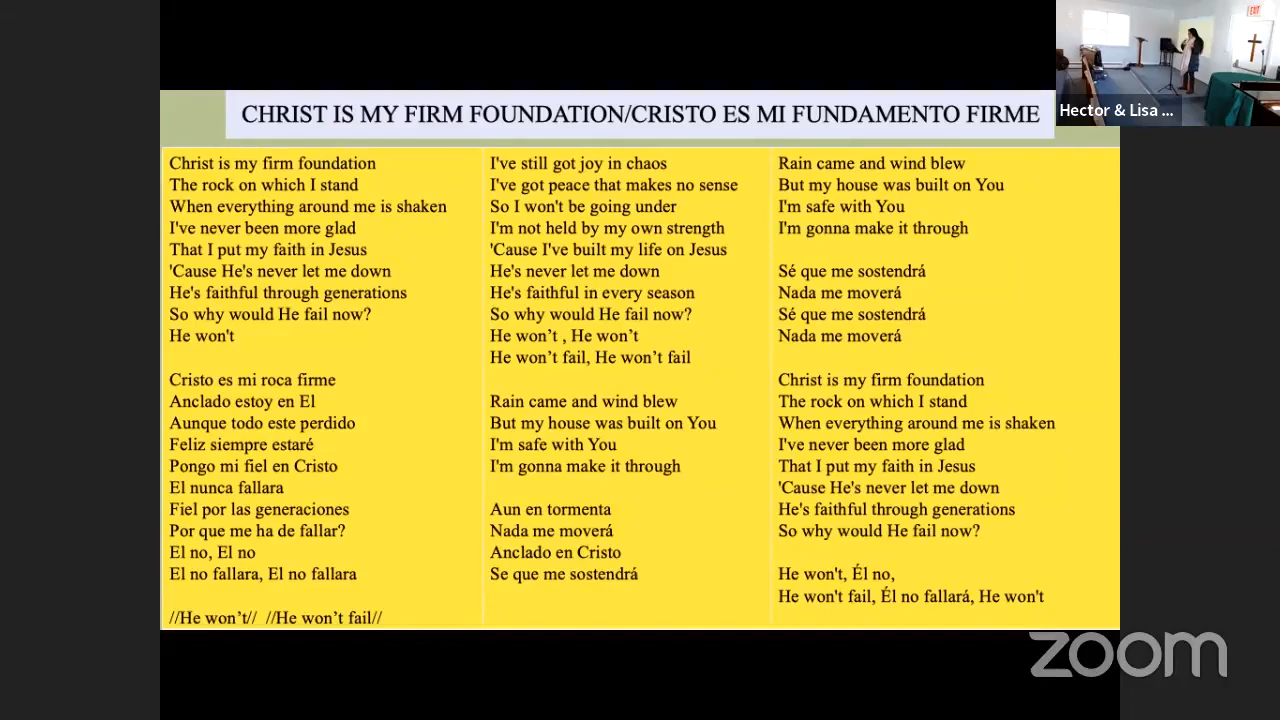 CHRIST IS MY FIRM FOUNDATION/CRISTO ES MI FUNDAMENTO FIRME
Christ is my firm foundation
The rock on which I stand
When everything around me is shaken
I've never been more glad
That I put my faith in Jesus
'Cause He's never let me down
He's faithful through generations
So why would He fail now?
He won't
Cristo es mi roca firme
Anclado estoy en El
Aunque todo este perdido
Feliz siempre estaré
Pongo mi fiel en Cristo
El nunca fallara
Fiel por las generaciones
Por que me ha de fallar?
El no, El no
El no fallara, El no fallara
//He won’t// //He won’t fail//
I've still got joy in chaos
I've got peace that makes no sense
So I won't be going under
I'm not held by my own strength
'Cause I've built my life on Jesus
He's never let me down
He's faithful in every season
So why would He fail now?
He won’t , He won’t
He won’t fail, He won’t fail
Rain came and wind blew
But my house was built on You
I'm safe with You
I'm gonna make it through
Aun en tormenta
Nada me moverá
Anclado en Cristo
Se que me sostendrá
Rain came and wind blew
But my house was built on You
I'm safe with You
I'm gonna make it through
Sé que me sostendrá
Nada me moverá
Sé que me sostendrá
Nada me moverá
Christ is my firm foundation
The rock on which I stand
When everything around me is shaken
I've never been more glad
That I put my faith in Jesus
'Cause He's never let me down
He's faithful through generations
So why would He fail now?
He won't, Él no,
He won't fail, Él no fallará, He won't
EXIT
Hector & Lisa ...
zoom